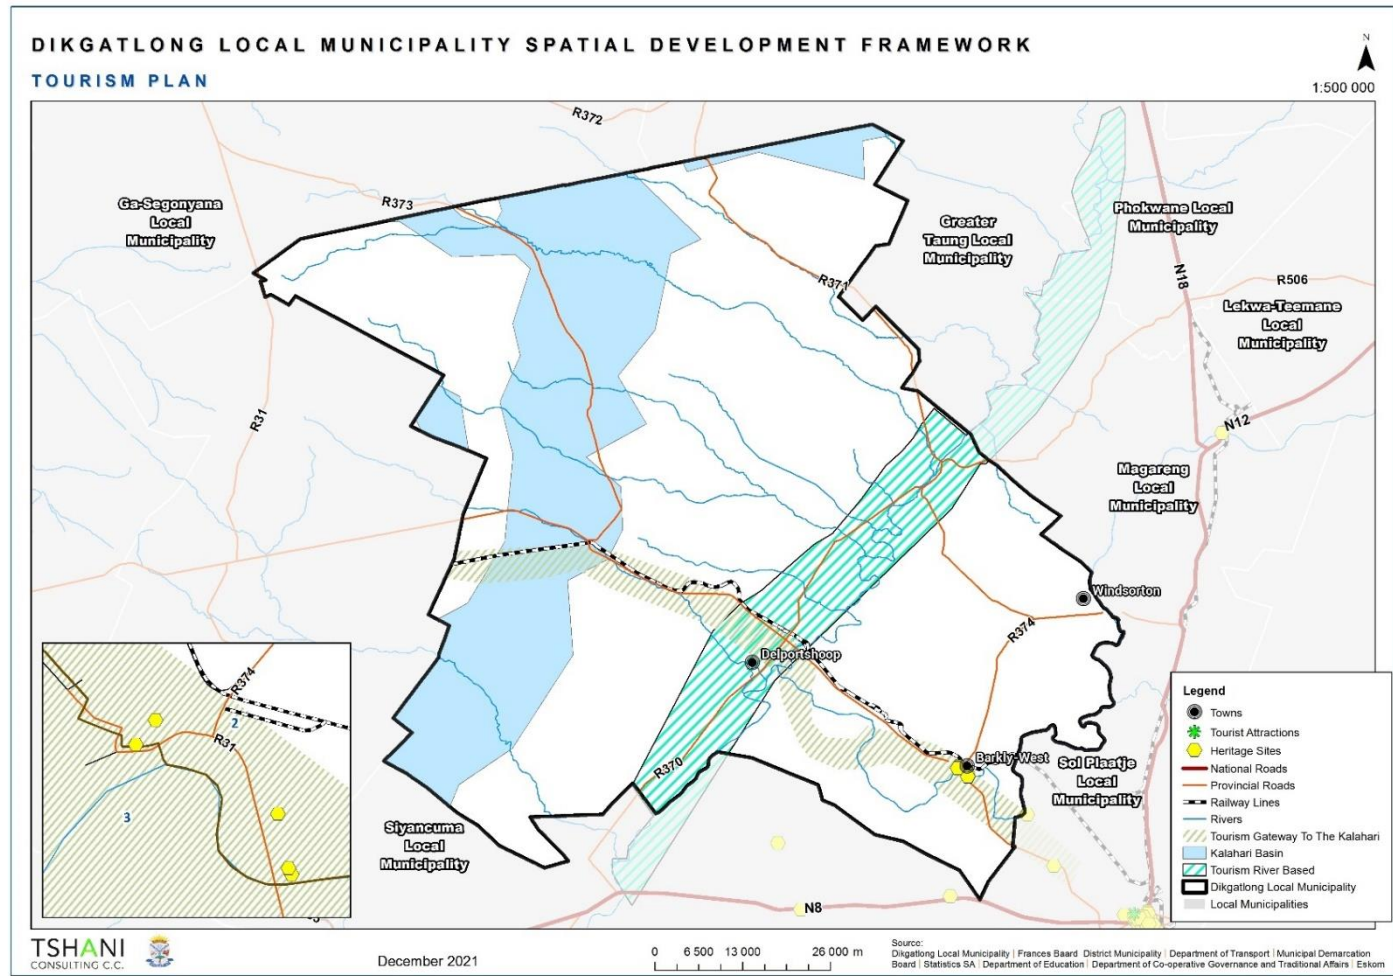 DIKGATLONG LOCAL MUNICIPALITY SPATIAL DEVELOPMENT FRAMEWORK
TOURISM PLAN
N
1:500 000
R372
Ga-Segonyana
Local
Municipality
R373
Greater
Taung Local
Municipality
Phokwane Local
Municipality
N18
R371
R506
Lekwa-Teemane
Local
Municipality
R31
N12
Magareng
Local
Municipality
Windsorton
R374
Delportshoop
R370
Barkly-West
Sol Plaatje
Local
Municipality
Siyancuma
Local
Municipality
N8
R374
2
R31
3
Legend
Towns
Tourist Attractions
Heritage Sites
National Roads
Provincial Roads
Railway Lines
Rivers
Tourism Gateway To The Kalahari
Kalahari Basin
Tourism River Based
Dikgatlong Local Municipality
Local Municipalities
TSHANI
CONSULTING C.C.
December 2021
0 6 500 13 000 26 000 m
Source:
Dikgatlong Local Municipality | Frances Baard District Municipality | Department of Transport | Municipal Demarcation
Board | Statistics SA | Department of Education | Department of Co-operative Governance and Traditional Affairs | Eskom